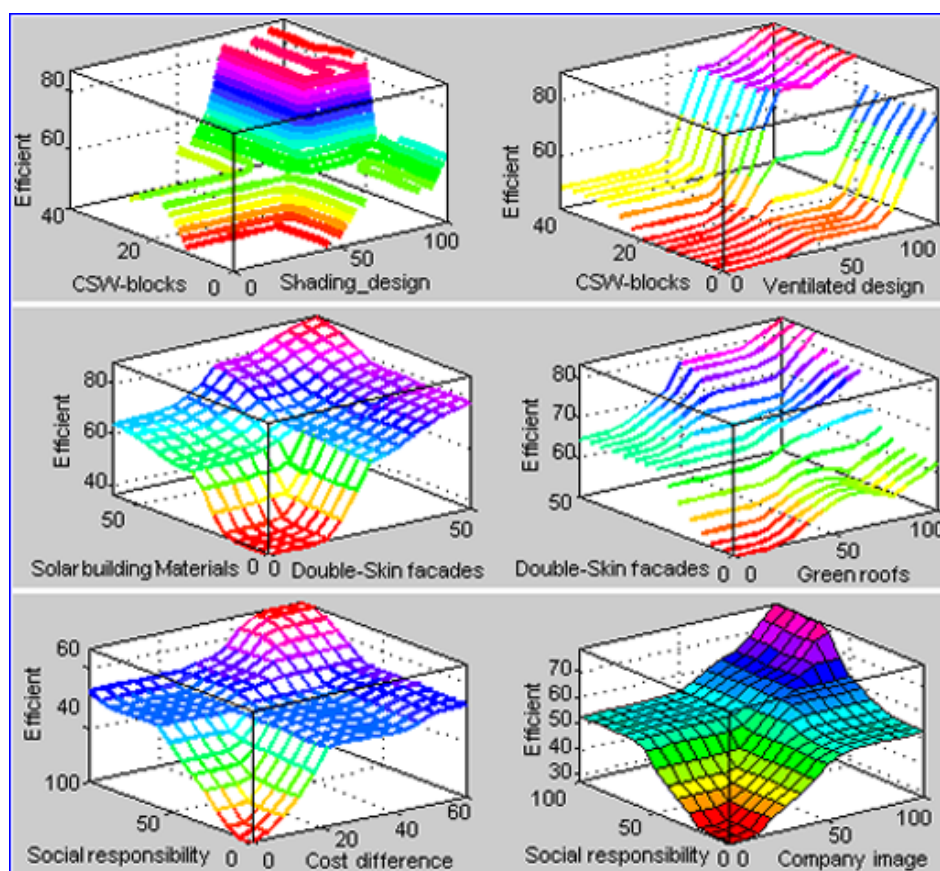 80
60
40
Efficient
20
0
CSW-blocks
0
50
100
Shading_design
80
60
40
Efficient
20
0
CSW-blocks
0
50
100
Ventilated design
80
60
40
Efficient
50
0
Solar building Materials
0
50
Double-Skin facades
80
70
60
50
Efficient
0
Double-Skin facades
0
50
100
Green roofs
60
40
100
Efficient
50
0
Social responsibility
0
20
40
60
Cost difference
70
60
50
40
30
100
Efficient
50
0
Social responsibility
0
50
100
Company image